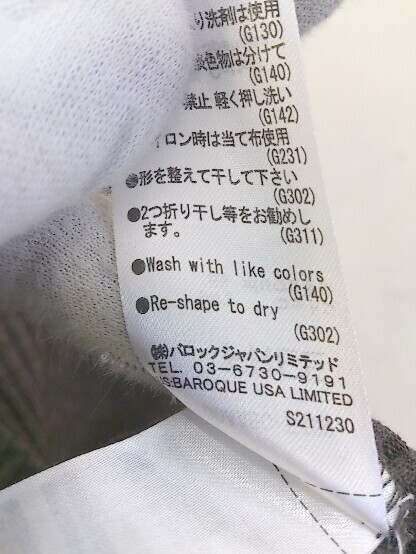 り洗剤は使用
(G130)
色物は分けて
(G140)
禁止 軽く押し洗い
(G142)
ロン時は当て布使用
(G231)
●形を整えて干して下さい
(G302)
●2つ折り干し等をお勧めし
ます。
(G311)
●Wash with like colors
(G140)
●Re-shape to dry
(G302)
㈱バロックジャパンリミテッド
TEL. 03-6730-9191
S:BAROQUE USA LIMITED
S211230